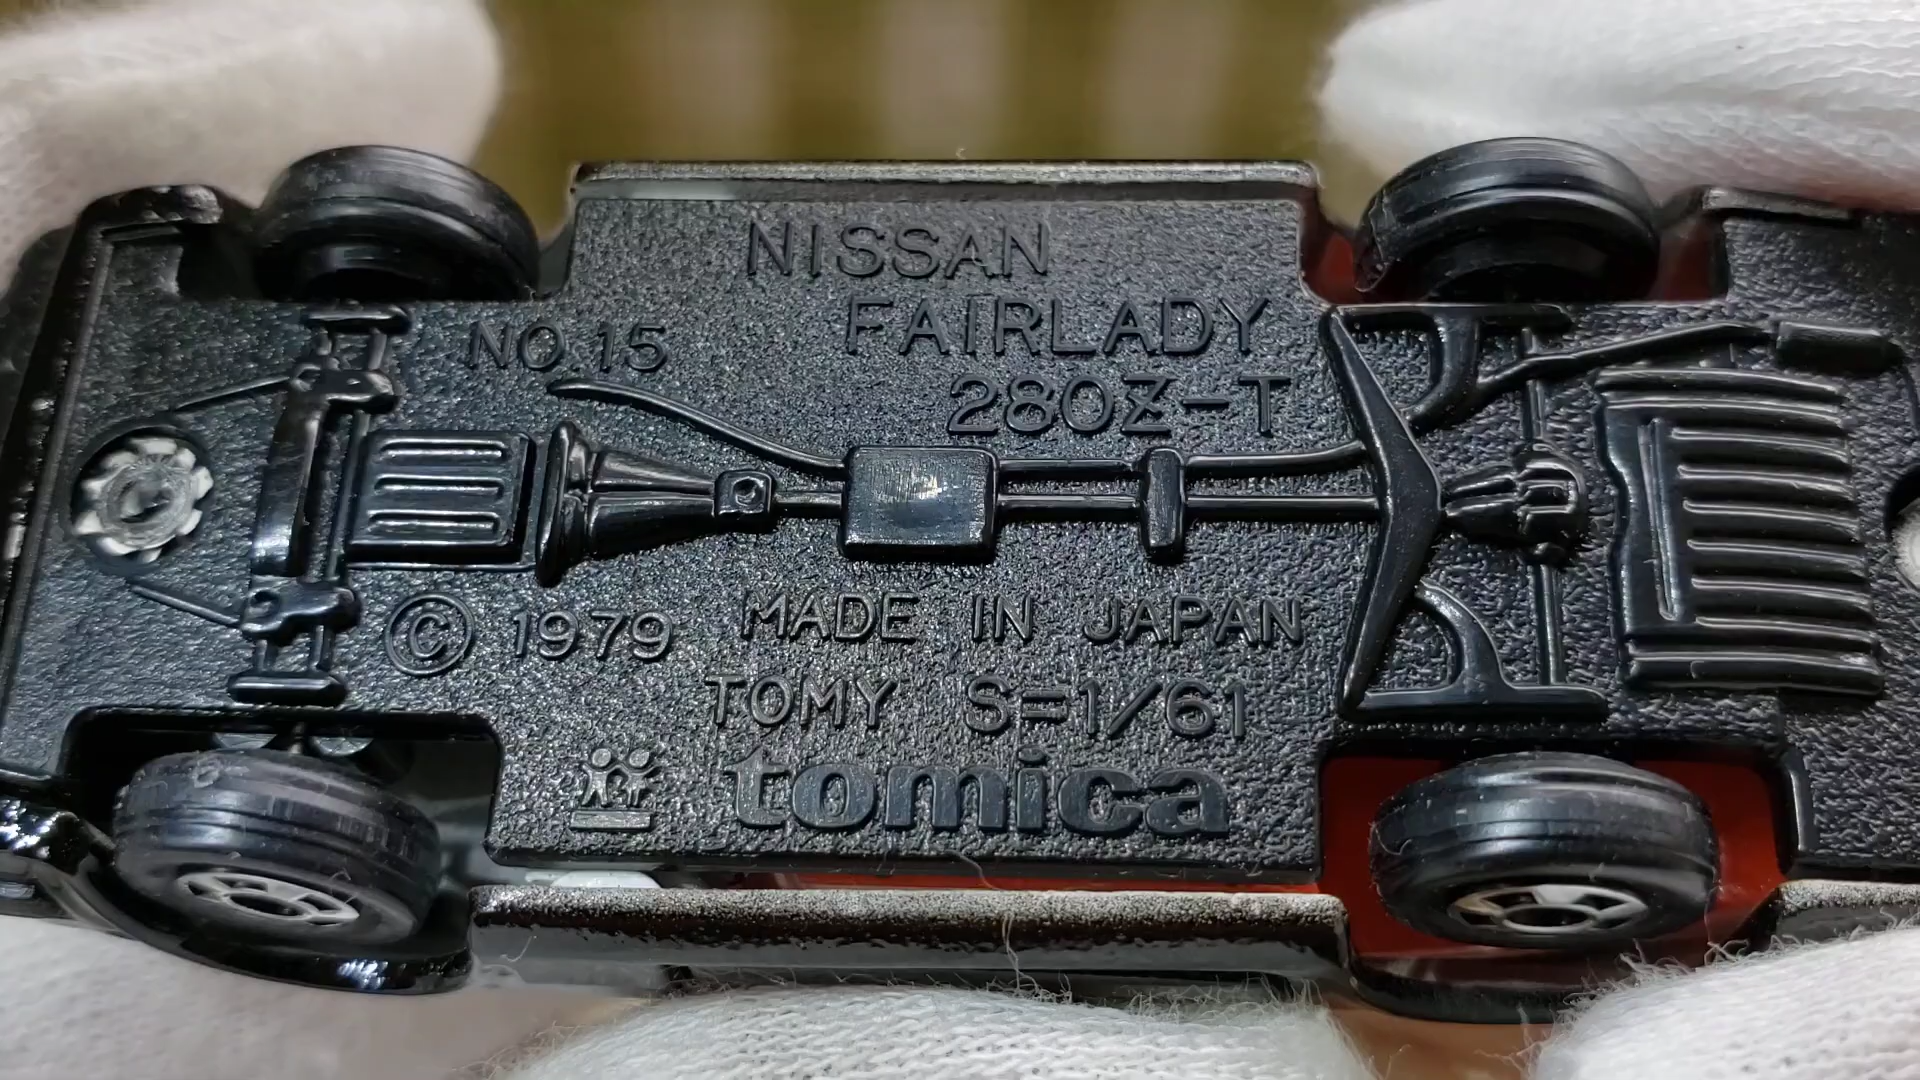 NISSAN
FAIRLADY
NO.15
280Z-T
© 1979 MADE IN JAPAN
TOMY S=1/61
tomica